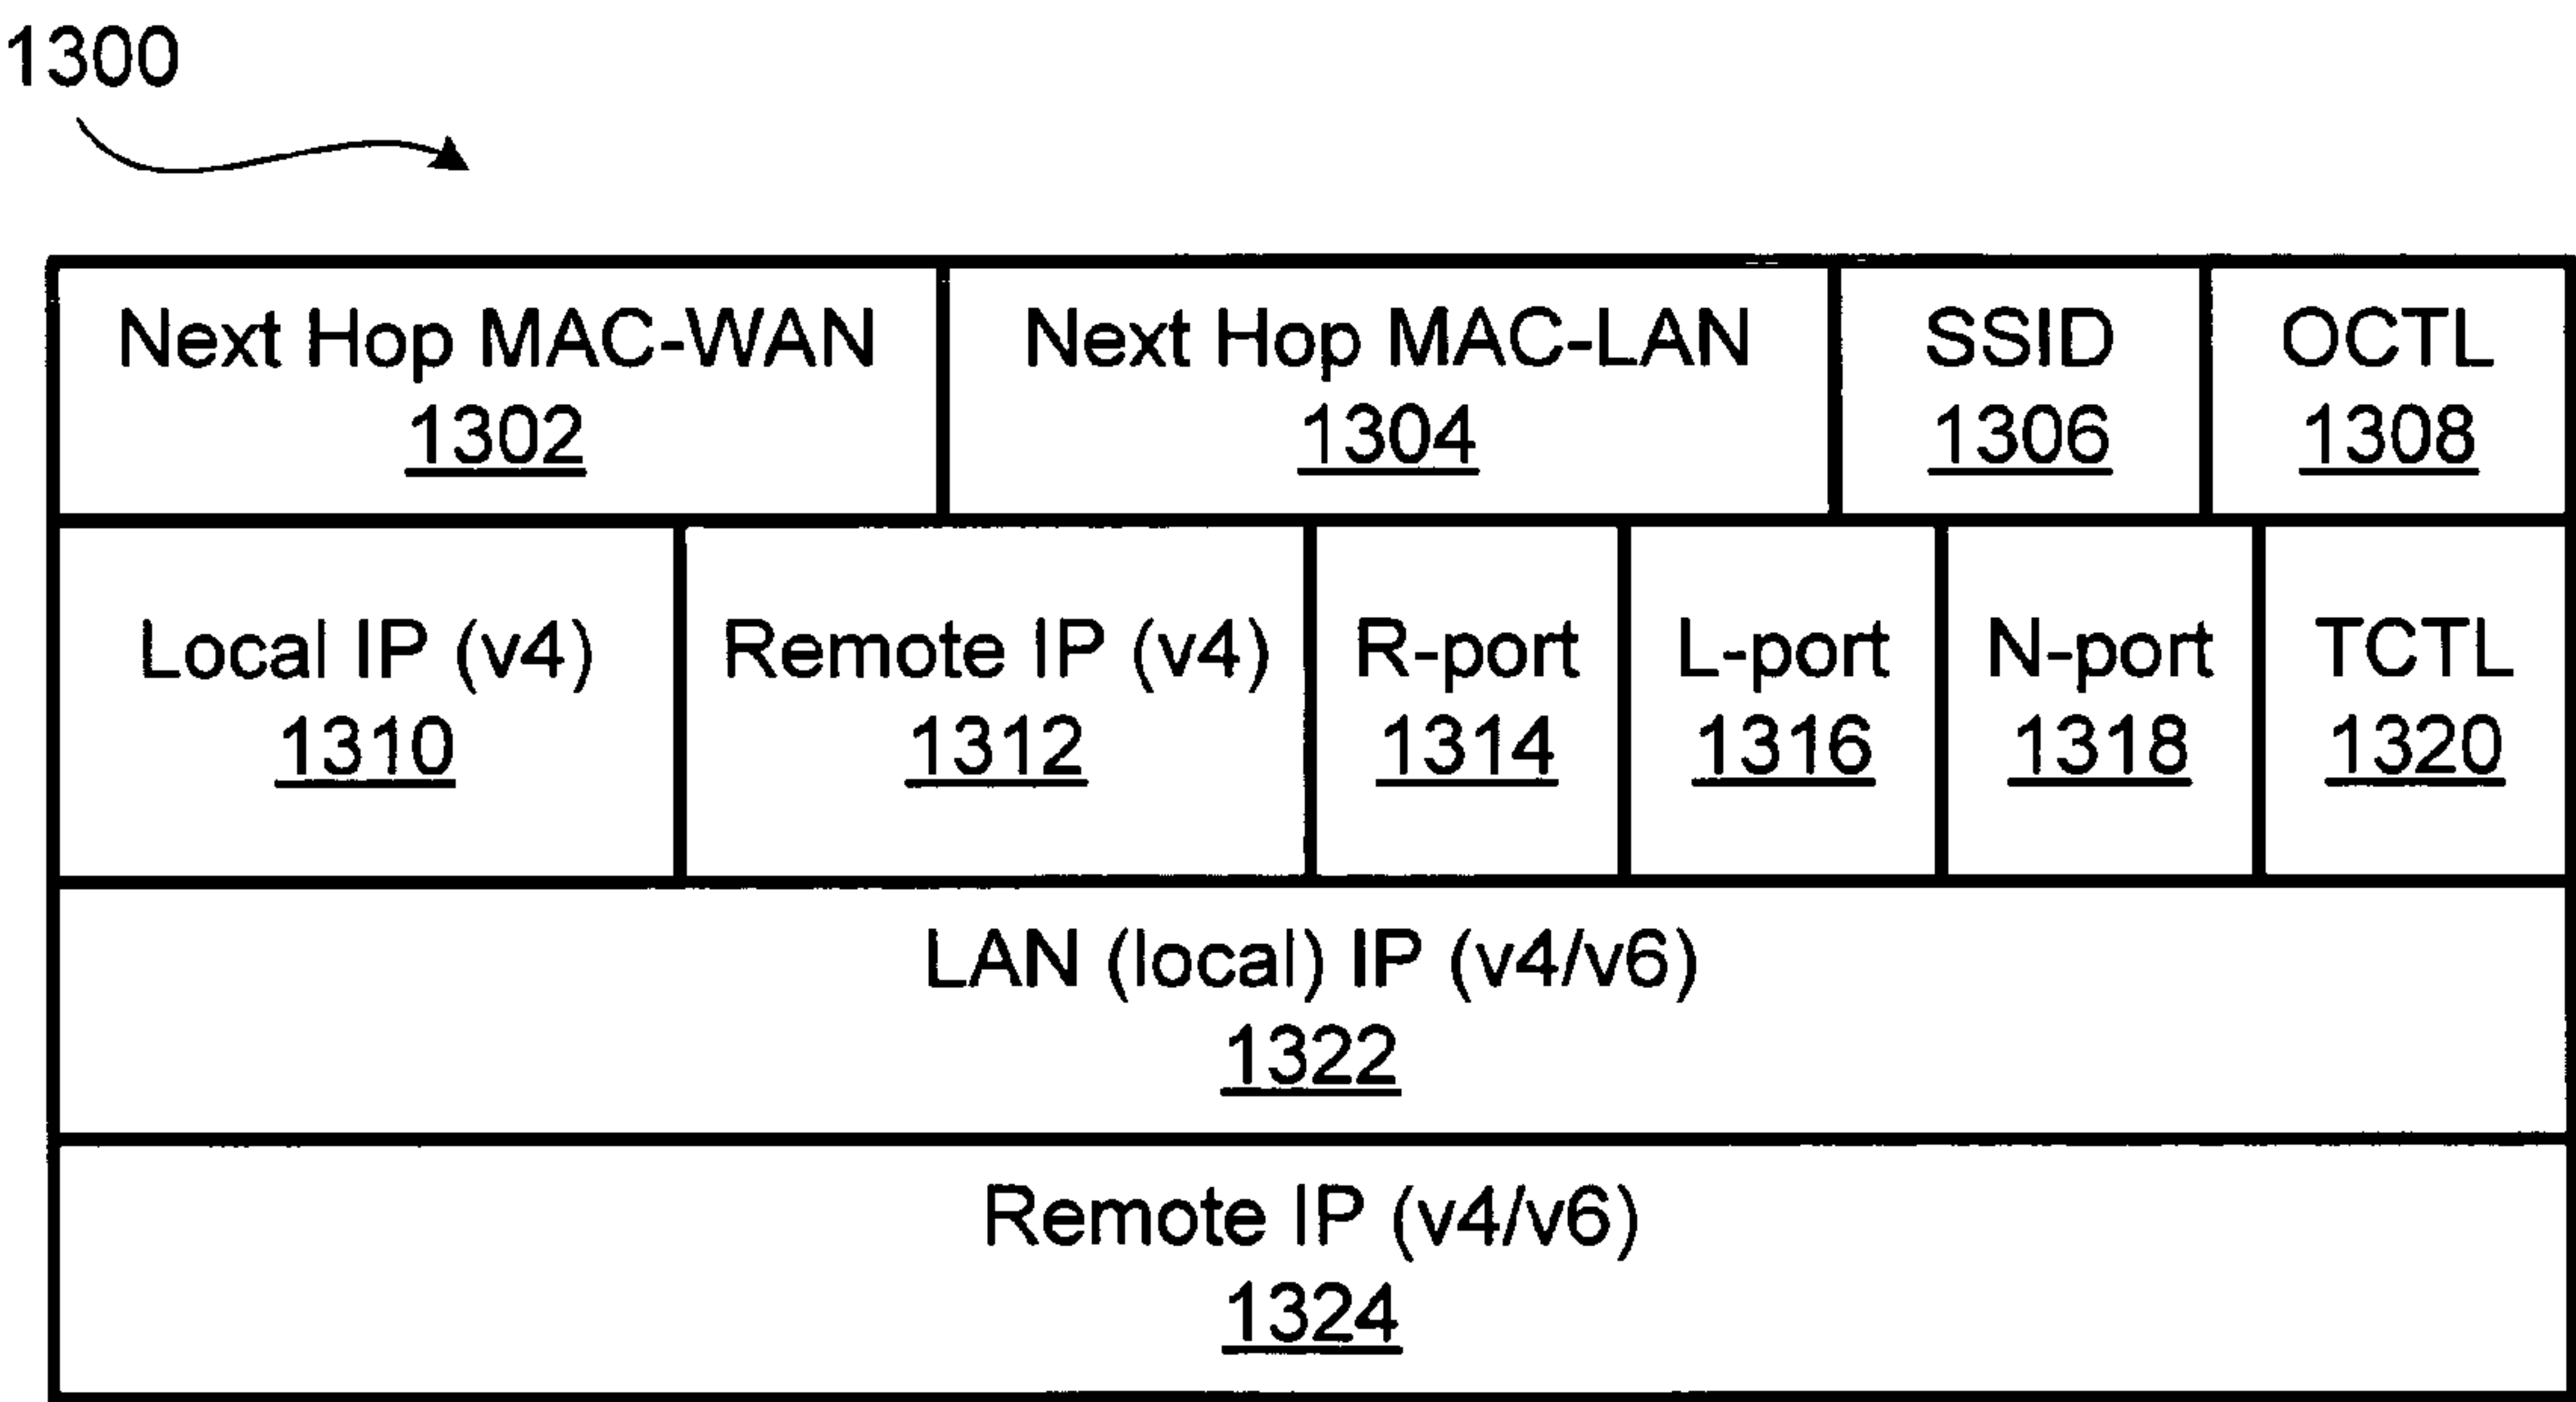 1300
Next Hop MAC-WAN
1302
Next Hop MAC-LAN
1304
SSID
1306
OCTL
1308
Local IP (v4)
1310
Remote IP (v4)
1312
R-port
1314
L-port
1316
N-port
1318
TCTL
1320
LAN (local) IP (v4/v6)
1322
Remote IP (v4/v6)
1324